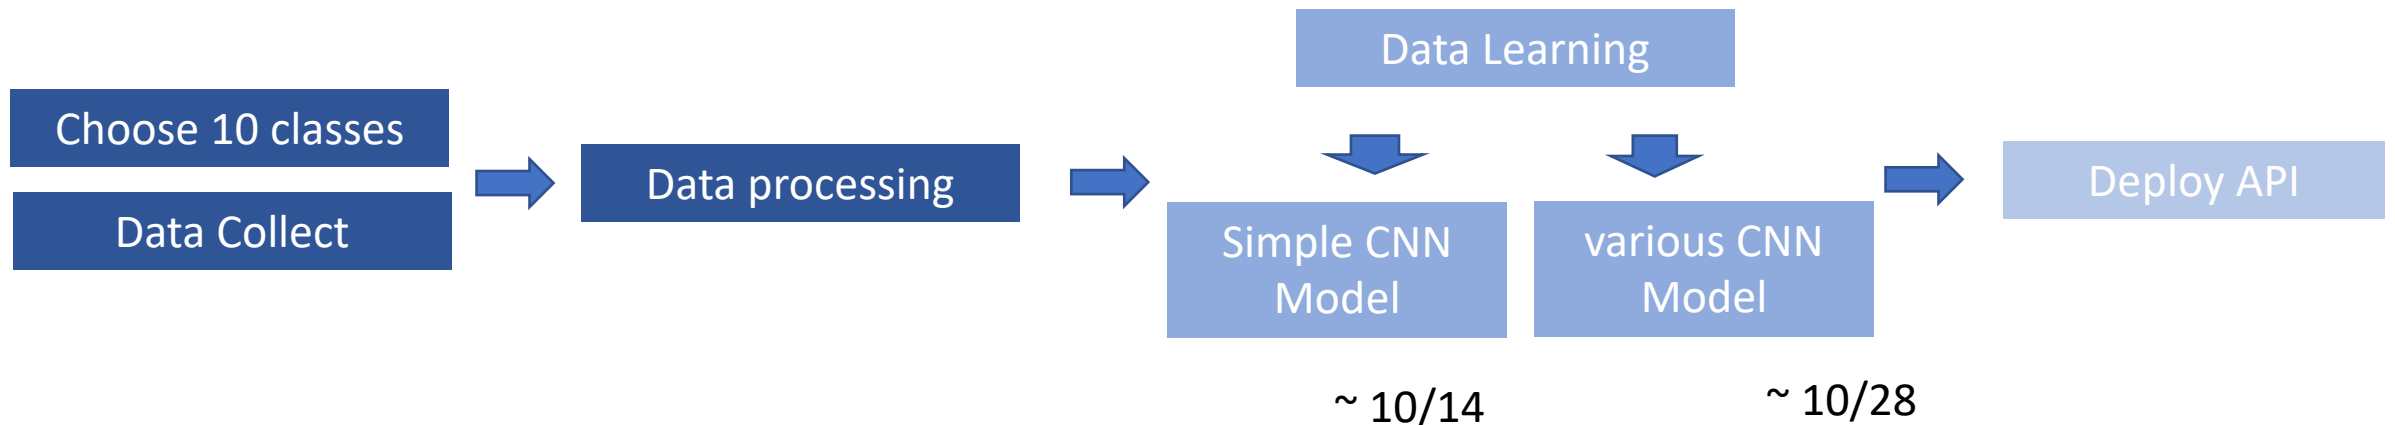 Choose 10 classes
Data Collect
Data processing
Data Learning
Simple CNN
Model
various CNN
Model
Deploy API
~ 10/14
~ 10/28